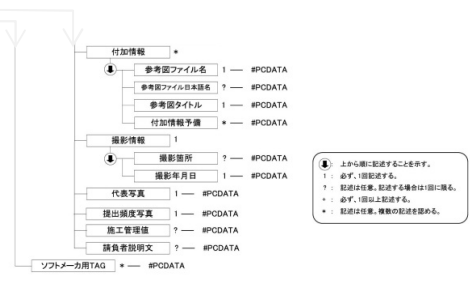 付加情報 *
参考図ファイル名 1 — #PCDATA
参考図ファイル日本語名 ? — #PCDATA
参考図タイトル 1 — #PCDATA
付加情報予備 * — #PCDATA
撮影情報 1
撮影箇所 ? — #PCDATA
撮影年月日 1 — #PCDATA
代表写真 1 — #PCDATA
提出頻度写真 1 — #PCDATA
施工管理値 ? — #PCDATA
請負者説明文 ? — #PCDATA
ソフトメーカ用TAG * — #PCDATA
: 上から順に記述することを示す。
1 : 必ず、1回記述する。
? : 記述は任意。記述する場合は1回に限る。
+ : 必ず、1回以上記述する。
* : 記述は任意。複数の記述を認める。